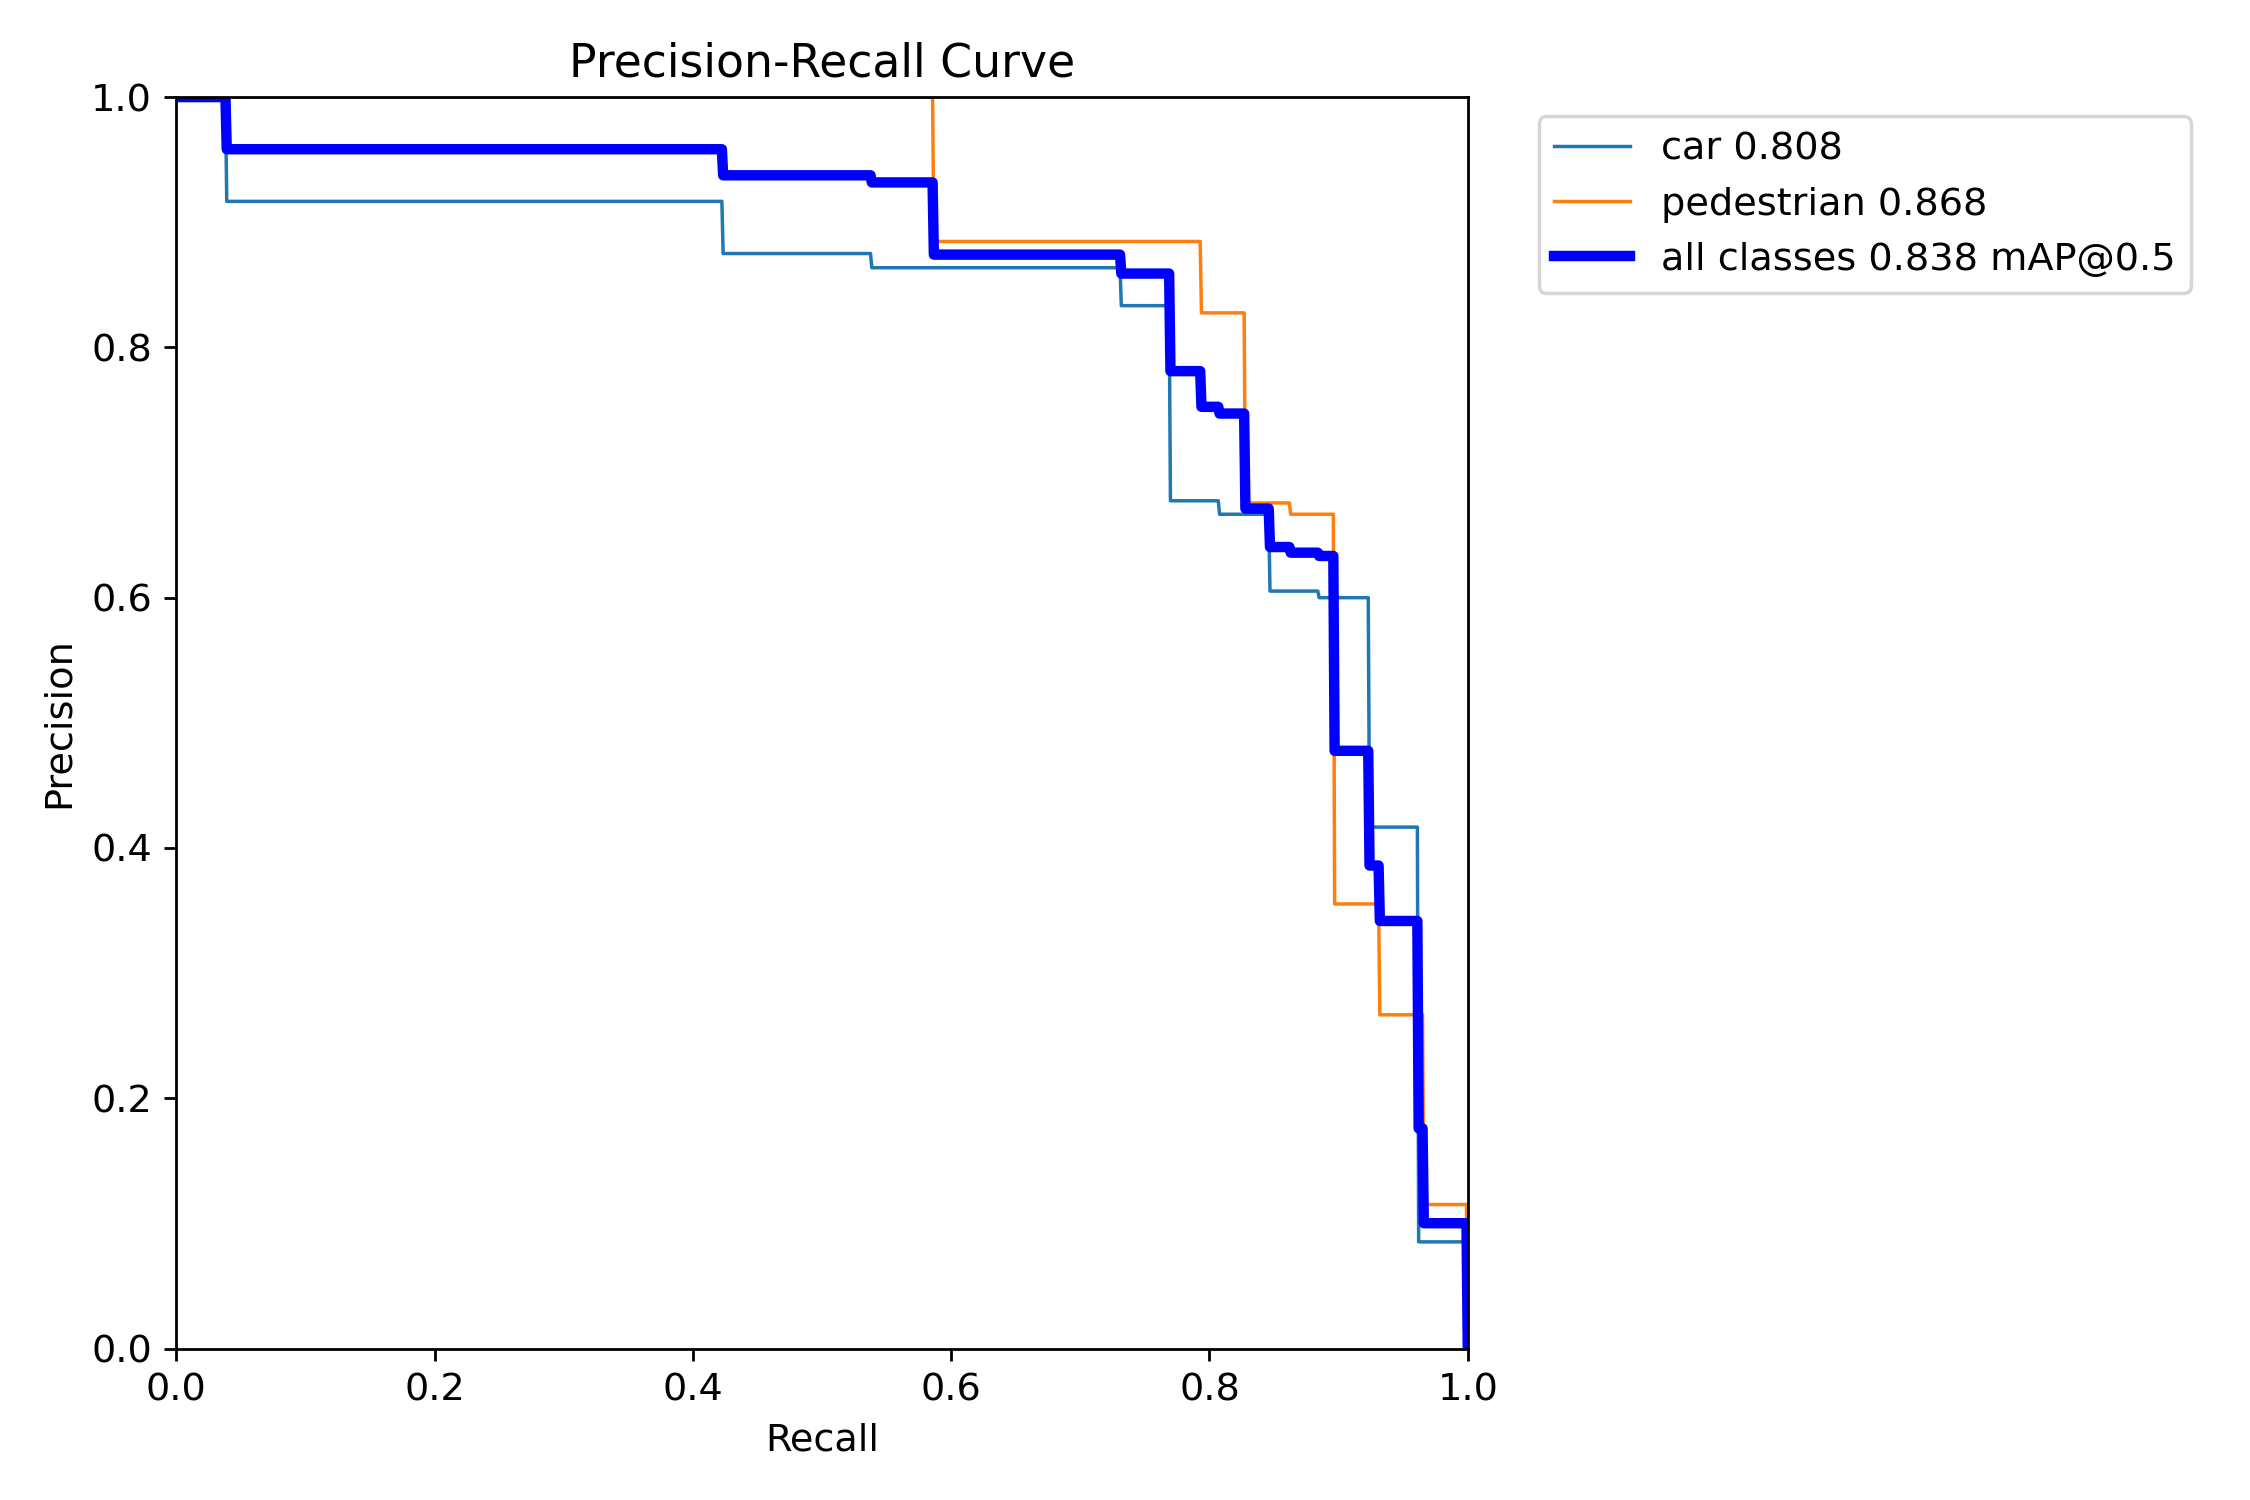 Precision-Recall Curve
1.0
0.8
0.6
0.4
0.2
0.0
Precision
0.0 0.2 0.4 0.6 0.8 1.0
Recall
car 0.808
pedestrian 0.868
all classes 0.838 mAP@0.5